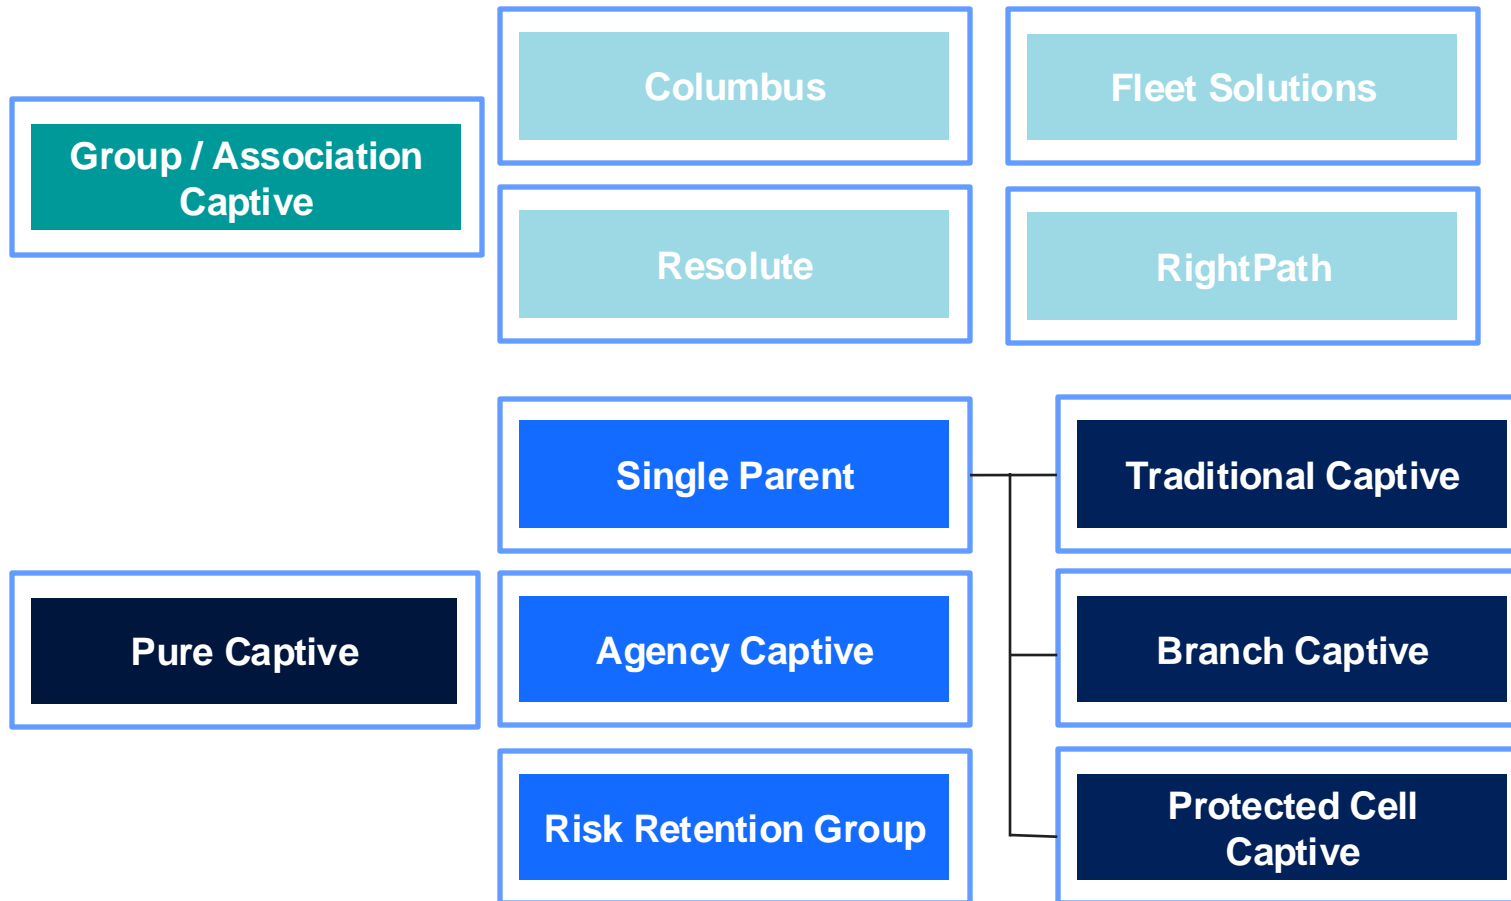 Group / Association
Captive
Columbus
Fleet Solutions
Resolute
RightPath
Pure Captive
Single Parent
Agency Captive
Risk Retention Group
Traditional Captive
Branch Captive
Protected Cell
Captive